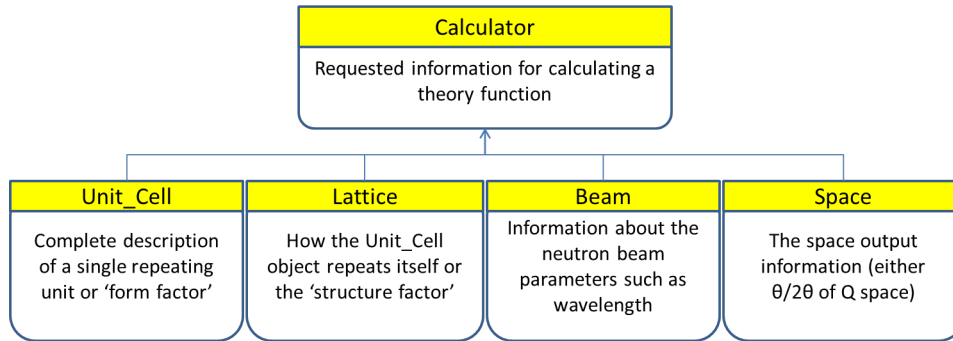 Calculator
Requested information for calculating a
theory function
Unit_Cell
Complete description
of a single repeating
unit or ‘form factor’
Lattice
How the Unit_Cell
object repeats itself or
the ‘structure factor’
Beam
Information about the
neutron beam
parameters such as
wavelength
Space
The space output
information (either
θ/2θ of Q space)